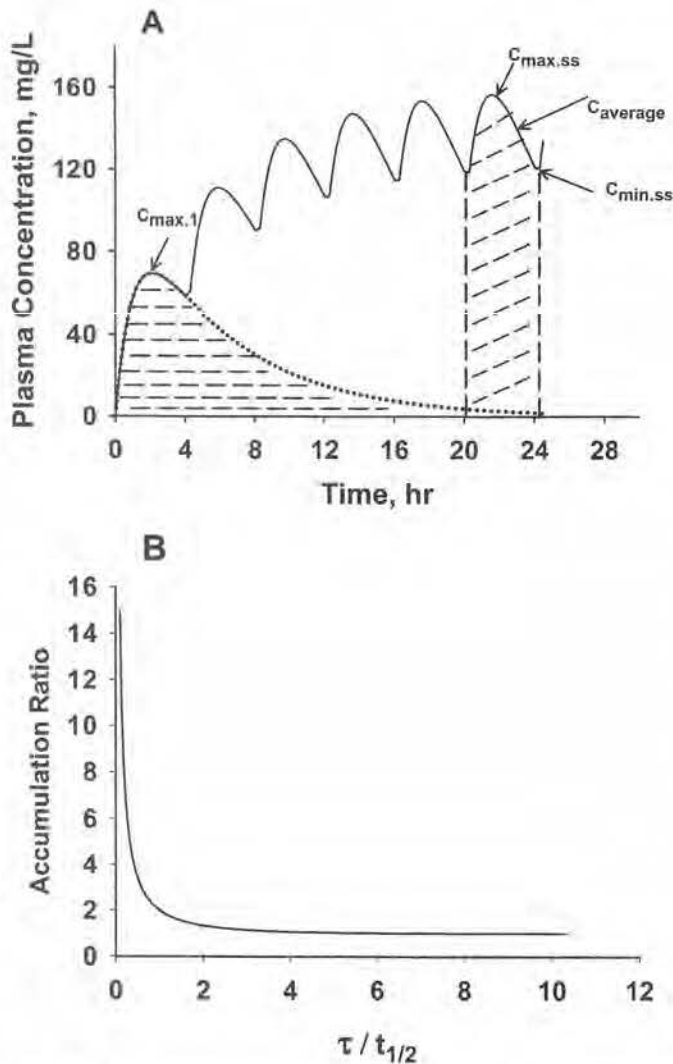 A
Plasma Concentration, mg/L
160
120
80
40
0
Cmax.1
Cmax.ss
Caverage
Cmin.ss
0 4 8 12 16 20 24 28
Time, hr
B
Accumulation Ratio
16
14
12
10
8
6
4
2
0
0 2 4 6 8 10 12
τ / t1/2